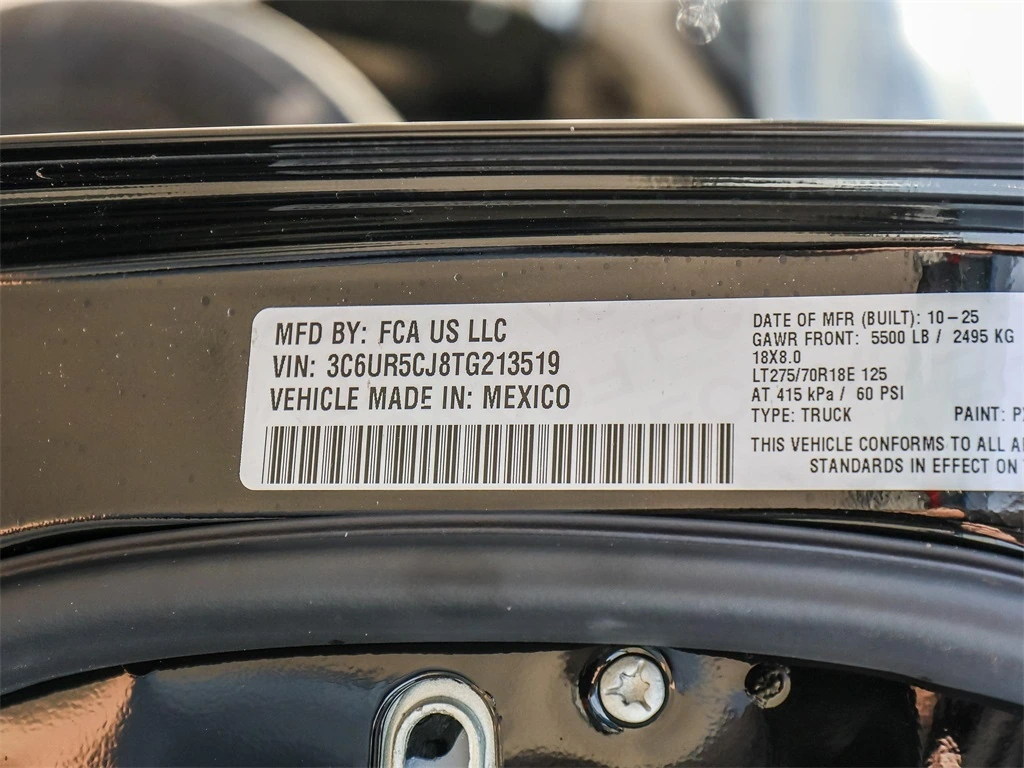 MFD BY: FCA US LLC
VIN: 3C6UR5CJ8TG213519
VEHICLE MADE IN: MEXICO
DATE OF MFR (BUILT): 10-25
GAWR FRONT: 5500 LB / 2495 KG
18X8.0
LT275/70R18E 125
AT 415 kPa / 60 PSI
TYPE: TRUCK PAINT:
THIS VEHICLE CONFORMS TO ALL
STANDARDS IN EFFECT ON